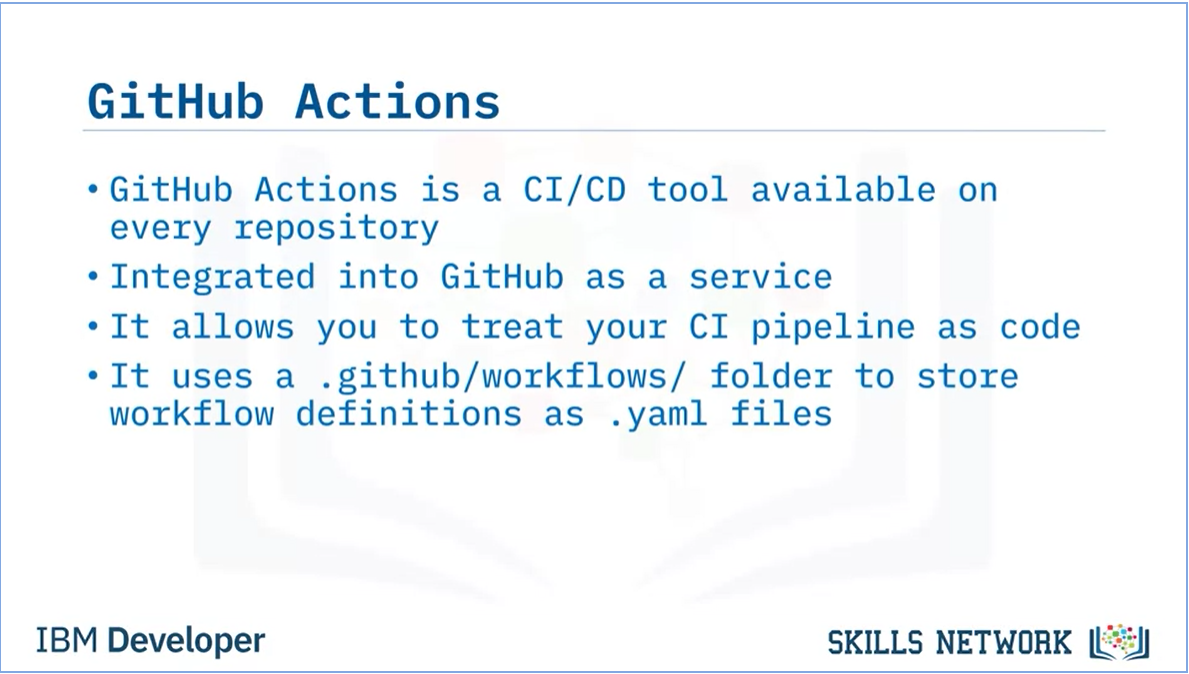 GitHub Actions
• GitHub Actions is a CI/CD tool available on
every repository
• Integrated into GitHub as a service
• It allows you to treat your CI pipeline as code
• It uses a .github/workflows/ folder to store
workflow definitions as .yaml files
IBM Developer
SKILLS NETWORK